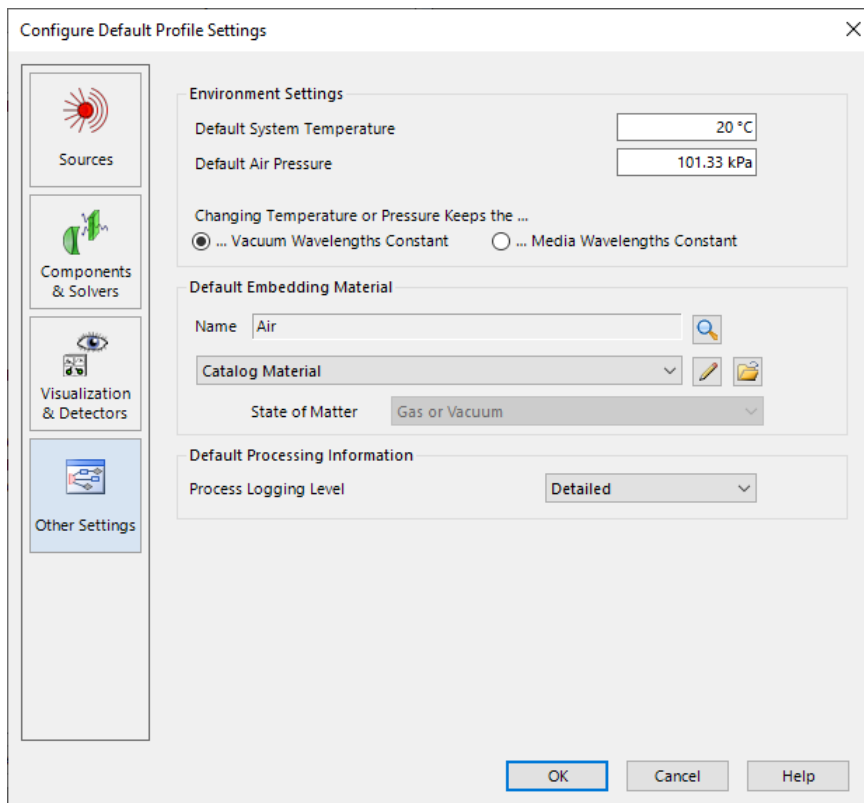 Configure Default Profile Settings
Sources
Components
& Solvers
Visualization
& Detectors
Other Settings
Environment Settings
Default System Temperature 20 °C
Default Air Pressure 101.33 kPa
Changing Temperature or Pressure Keeps the ...
... Vacuum Wavelengths Constant ... Media Wavelengths Constant
Default Embedding Material
Name Air
Catalog Material
State of Matter Gas or Vacuum
Default Processing Information
Process Logging Level Detailed
OK Cancel Help